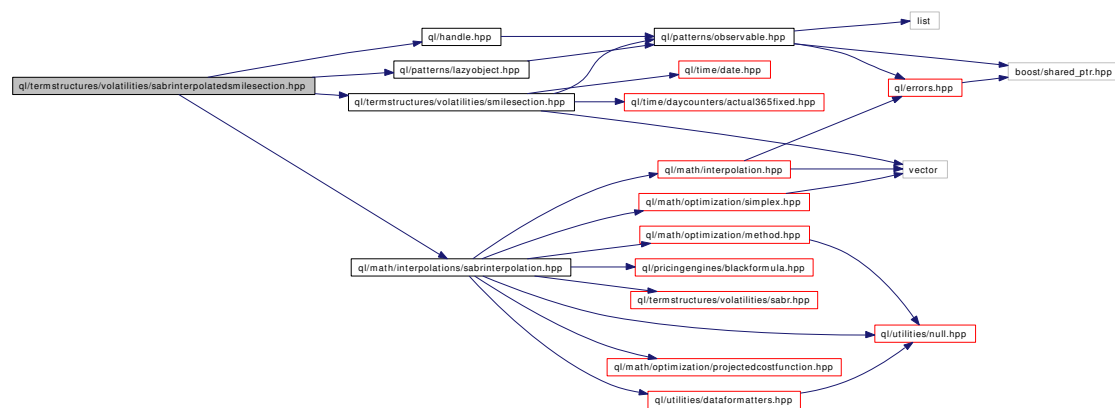 list
ql/handle.hpp
ql/patterns/observable.hpp
ql/patterns/lazyobject.hpp
ql/time/date.hpp
boost/shared_ptr.hpp
ql/termstructures/volatilities/sabrinterpolatedsmilesection.hpp
ql/errors.hpp
ql/termstructures/volatilities/smilesection.hpp
ql/time/daycounters/actual365fixed.hpp
ql/math/interpolation.hpp
vector
ql/math/optimization/simplex.hpp
ql/math/optimization/method.hpp
ql/math/interpolations/sabrinterpolation.hpp
ql/pricingengines/blackformula.hpp
ql/termstructures/volatilities/sabr.hpp
ql/utilities/null.hpp
ql/math/optimization/projectedcostfunction.hpp
ql/utilities/dataformatters.hpp